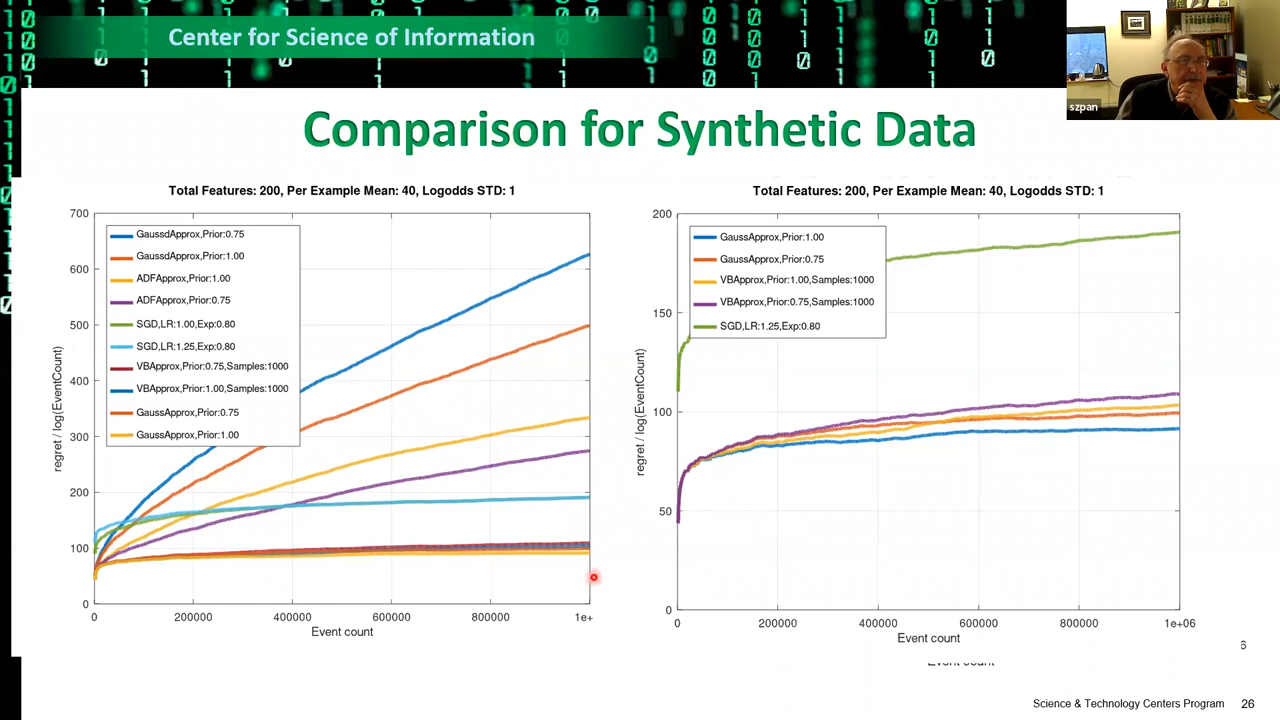 Center for Science of Information
szpan
Comparison for Synthetic Data
Total Features: 200, Per Example Mean: 40, Logodds STD: 1
700
600
500
400
300
200
100
0
regret / log(EventCount)
GaussdApprox,Prior:0.75
GaussdApprox,Prior:1.00
ADFApprox,Prior:1.00
ADFApprox,Prior:0.75
SGD,LR:1.00,Exp:0.80
SGD,LR:1.25,Exp:0.80
VBApprox,Prior:0.75,Samples:1000
VBApprox,Prior:1.00,Samples:1000
GaussApprox,Prior:0.75
GaussApprox,Prior:1.00
0 200000 400000 600000 800000 1e+
Event count
Total Features: 200, Per Example Mean: 40, Logodds STD: 1
200
150
100
50
0
regret / log(EventCount)
GaussApprox,Prior:1.00
GaussApprox,Prior:0.75
VBApprox,Prior:1.00,Samples:1000
VBApprox,Prior:0.75,Samples:1000
SGD,LR:1.25,Exp:0.80
0 200000 400000 600000 800000 1e+06
Event count
6
Event count
Science & Technology Centers Program 26